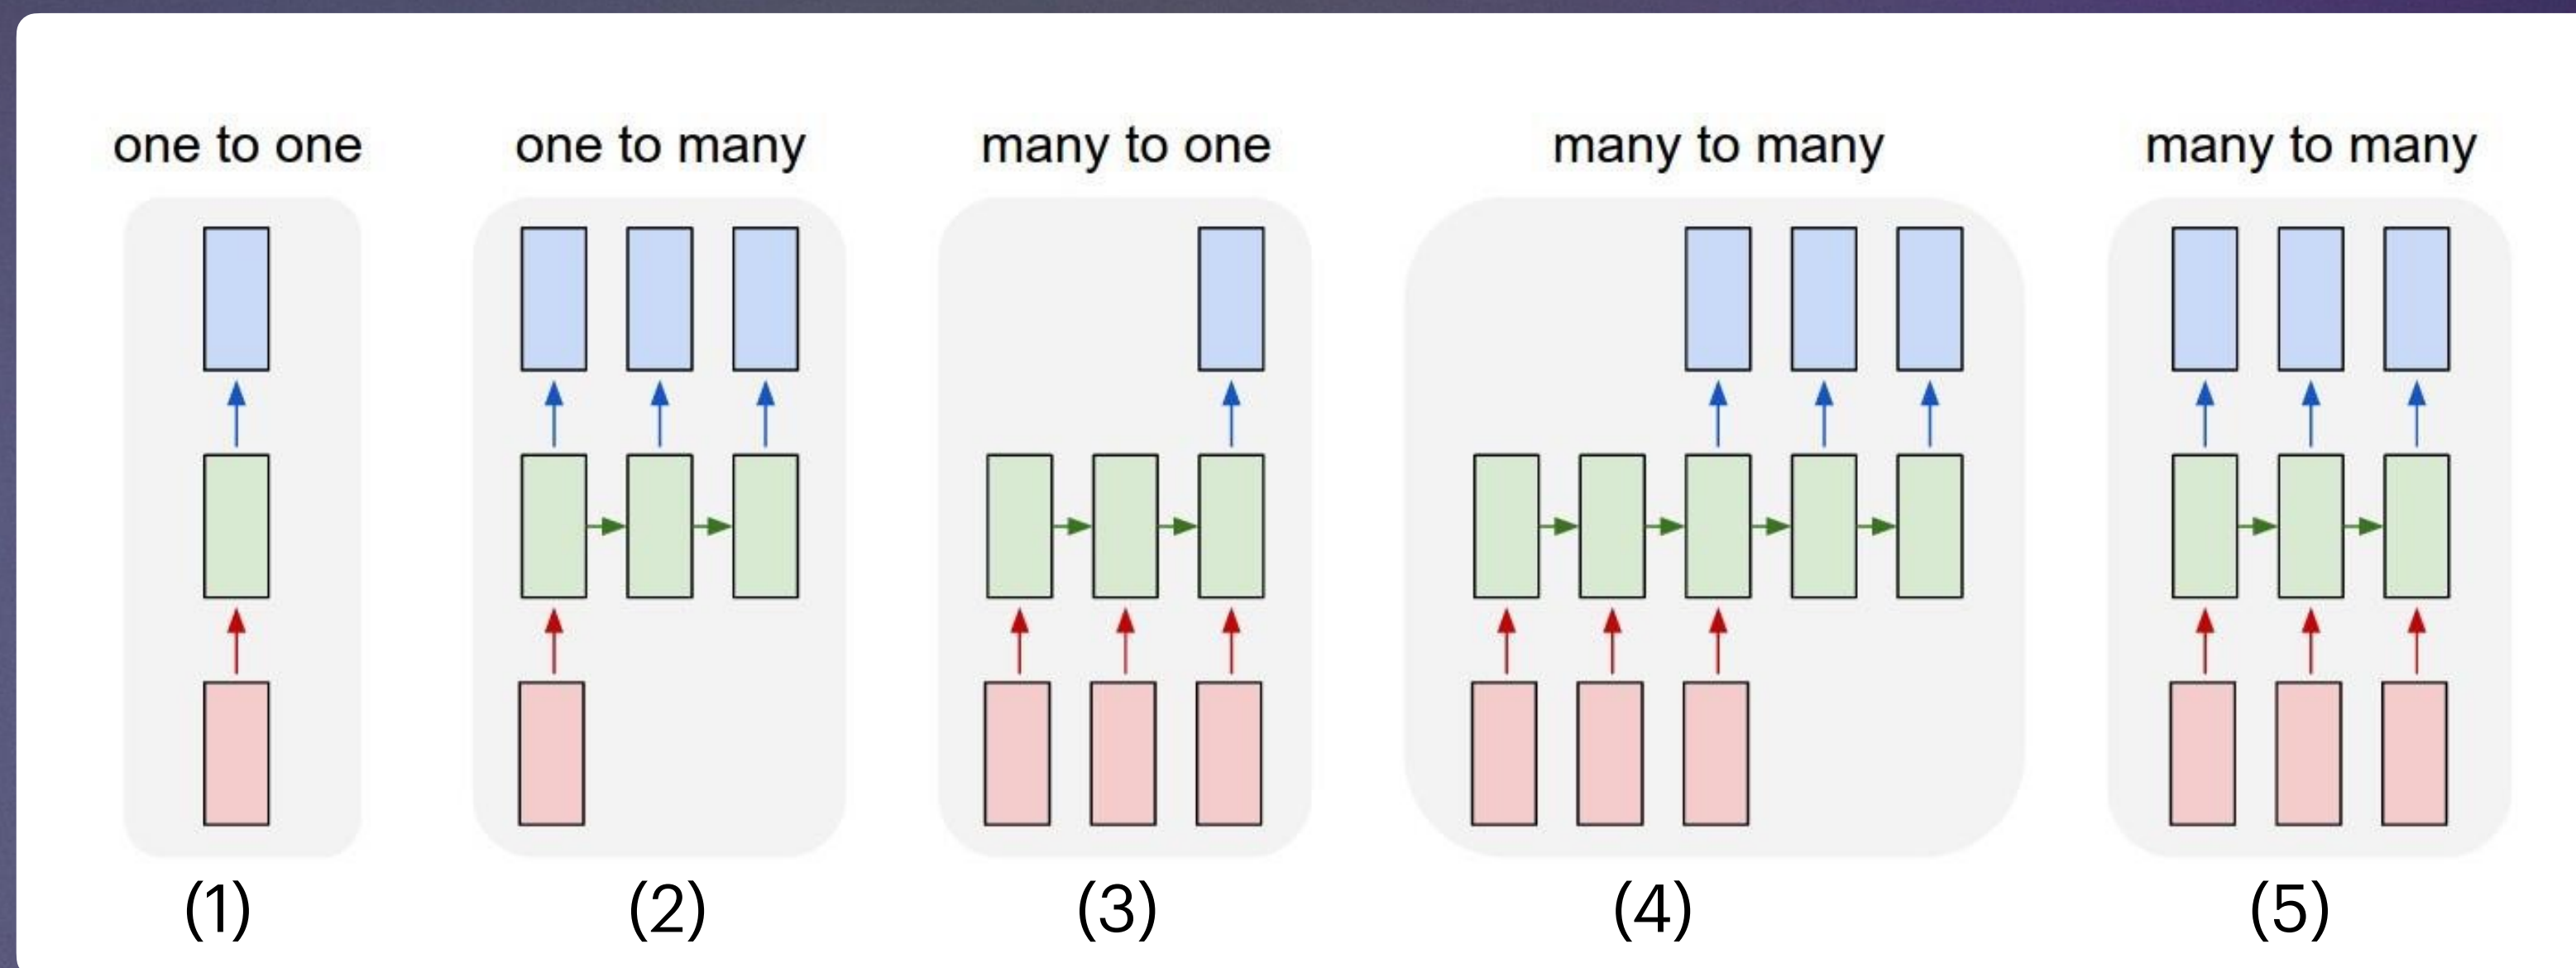 one to one
one to many
many to one
many to many
many to many
(1)
(2)
(3)
(4)
(5)